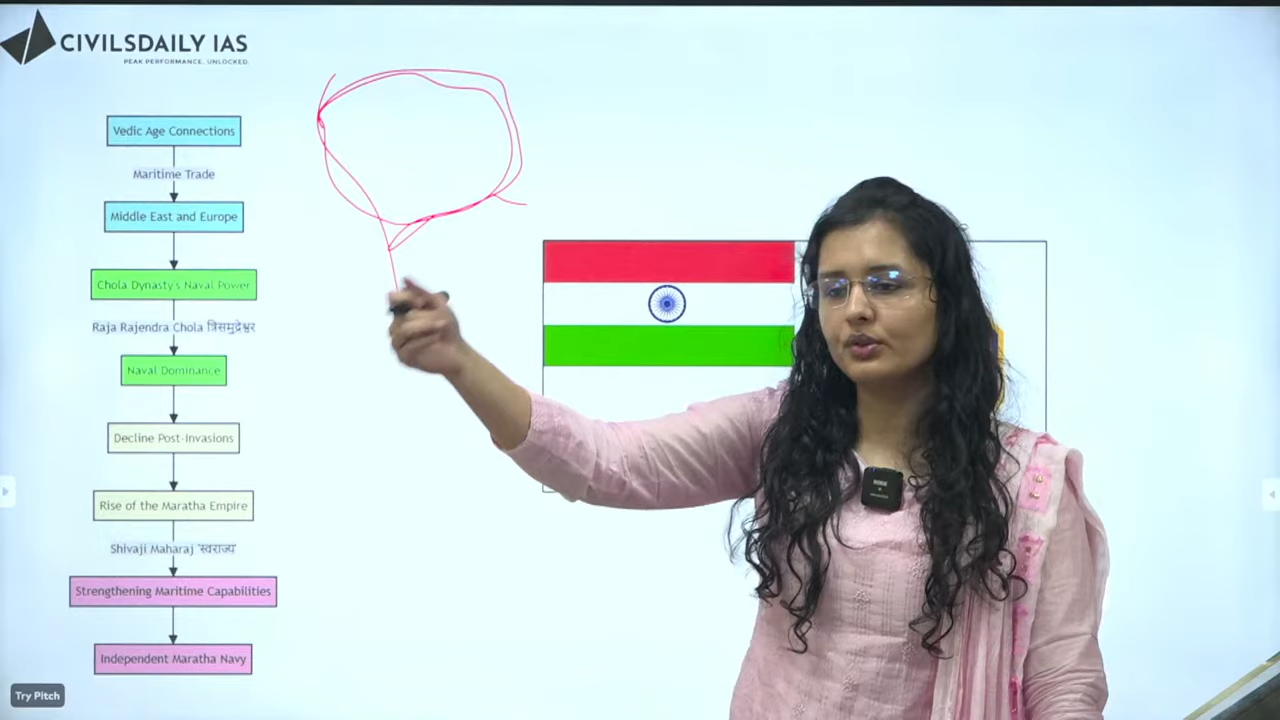 CIVILSDAILY IAS
PEAK PERFORMANCE. UNLOCKED.
Vedic Age Connections
Maritime Trade
Middle East and Europe
Chola Dynasty's Naval Power
Raja Rajendra Chola त्रिसमुद्रेश्वर
Naval Dominance
Decline Post-Invasions
Rise of the Maratha Empire
Shivaji Maharaj 'स्वराज्य'
Strengthening Maritime Capabilities
Independent Maratha Navy
Try Pitch